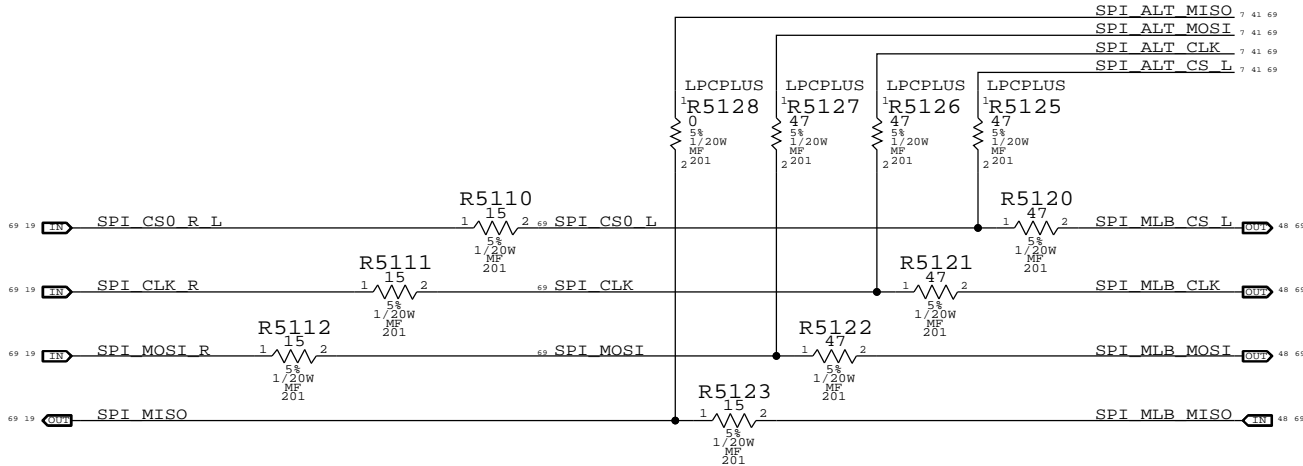 SPI_ALT_MISO 7 41 69
SPI_ALT_MOSI 7 41 69
SPI_ALT_CLK 7 41 69
SPI_ALT_CS_L 7 41 69
LPCPLUS LPCPLUS LPCPLUS LPCPLUS
1 R5128 1 R5127 1 R5126 1 R5125
0 47 47 47
5% 5% 5% 5%
1/20W 1/20W 1/20W 1/20W
MF MF MF MF
2 201 2 201 2 201 2 201
R5110 R5120
15 47
69 19 IN SPI_CS0_R_L 1 2 69 SPI_CS0_L 1 2 SPI_MLB_CS_L OUT 48 69
5% 5%
1/20W 1/20W
MF MF
201 201
R5111 R5121
15 47
69 19 IN SPI_CLK_R 1 2 69 SPI_CLK 1 2 SPI_MLB_CLK OUT 48 69
5% 5%
1/20W 1/20W
MF MF
201 201
R5112 R5122
15 47
69 19 IN SPI_MOSI_R 1 2 69 SPI_MOSI 1 2 SPI_MLB_MOSI OUT 48 69
5% 5%
1/20W 1/20W
MF MF
201 201
R5123
15
69 19 OUT SPI_MISO 1 2 SPI_MLB_MISO IN 48 69
5%
1/20W
MF
201